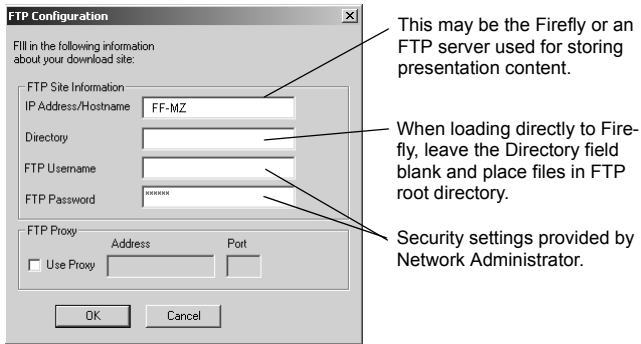 FTP Configuration
FIll in the following information
about your download site:
FTP Site Information
IP Address/Hostname
FF-MZ
Directory
FTP Username
FTP Password
××××××
FTP Proxy
Address
Port
Use Proxy
OK
Cancel
This may be the Firefly or an
FTP server used for storing
presentation content.
When loading directly to Fire-
fly, leave the Directory field
blank and place files in FTP
root directory.
Security settings provided by
Network Administrator.